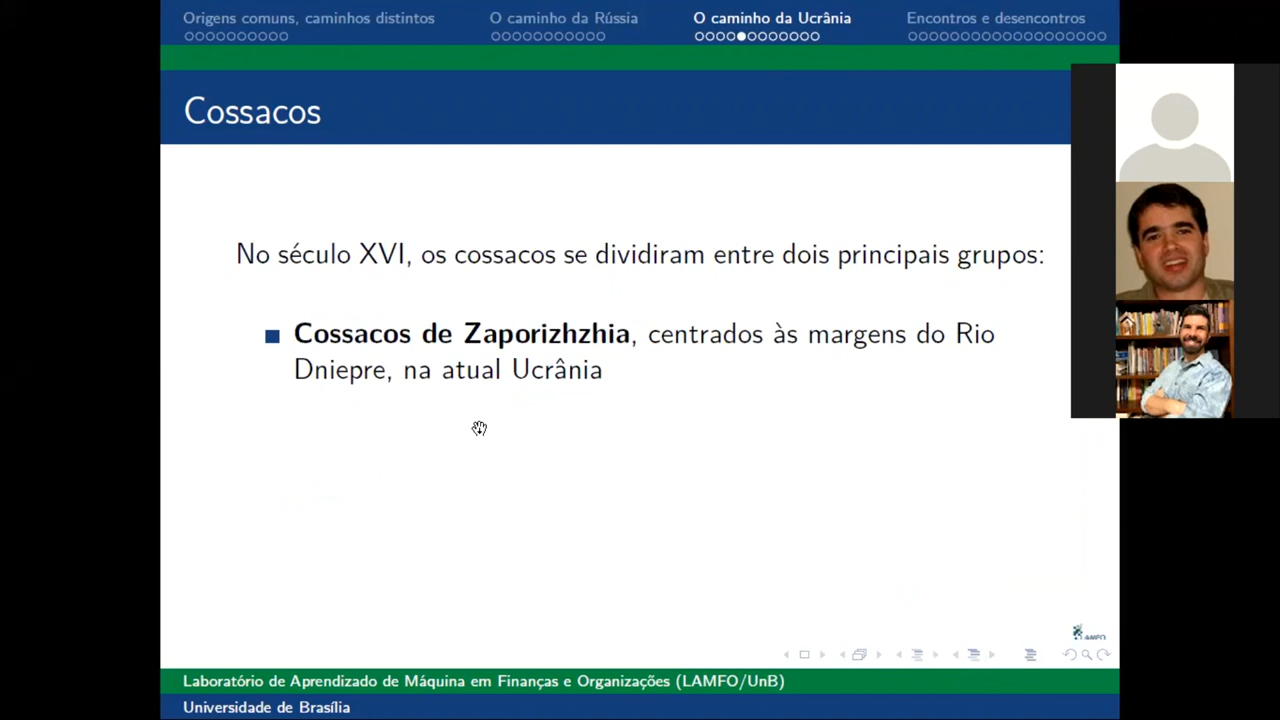 Origens comuns, caminhos distintos
O caminho da Rússia
O caminho da Ucrânia
Encontros e desencontros
Cossacos
No século XVI, os cossacos se dividiram entre dois principais grupos:
Cossacos de Zaporizhzhia, centrados às margens do Rio
Dniepre, na atual Ucrânia
LAMFO
Laboratório de Aprendizado de Máquina em Finanças e Organizações (LAMFO/UnB)
Universidade de Brasília